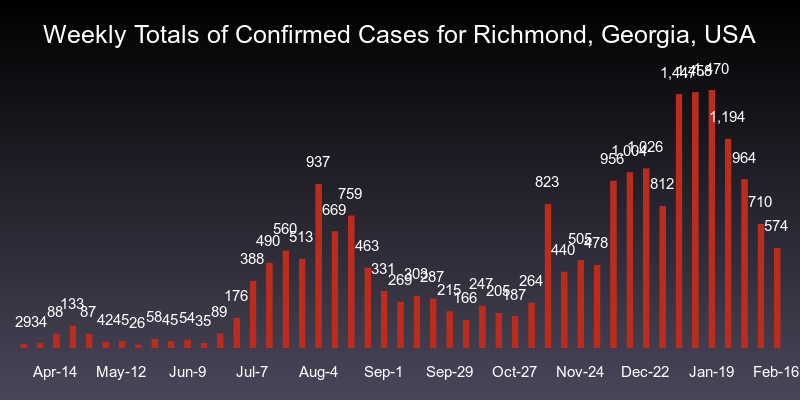 Weekly Totals of Confirmed Cases for Richmond, Georgia, USA
29 34 88 133 87 42 45 26 58 45 54 35 89 176 388 490 560 513 937 669 759 463 331 269 287 215 166 247 205 187 264 823 440 505 478 956 1,004 1,026 812 1,447 1,458 1,470 1,194 964 710 574
Apr-14 May-12 Jun-9 Jul-7 Aug-4 Sep-1 Sep-29 Oct-27 Nov-24 Dec-22 Jan-19 Feb-16